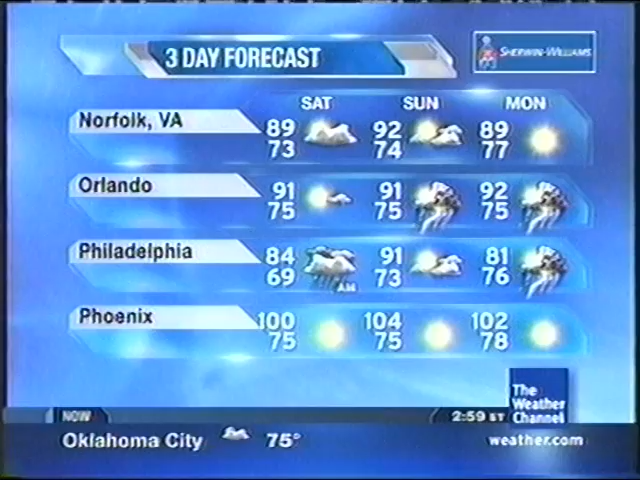 3 DAY FORECAST
SHERWIN-WILLIAMS
SAT SUN MON
Norfolk, VA 89 92 89
73 74 77
Orlando 91 91 92
75 75 75
Philadelphia 84 91 81
69 AM 73 76
Phoenix 100 104 102
75 75 78
The
Weather
Channel
NOW 2:59 ET
Oklahoma City 75° weather.com